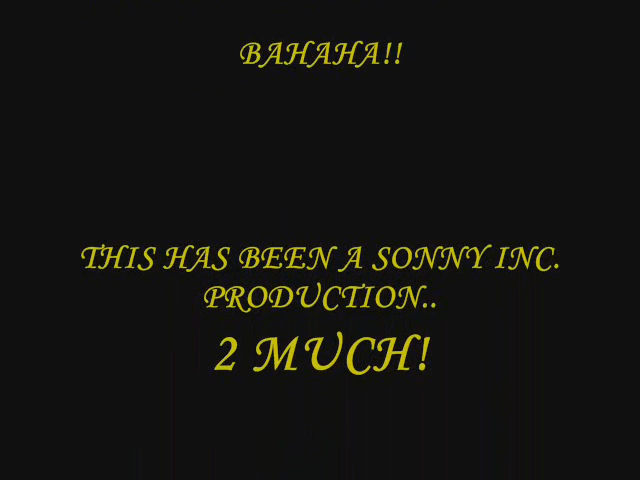 BAHAHA!!
THIS HAS BEEN A SONNY INC.
PRODUCTION..
2 MUCH!